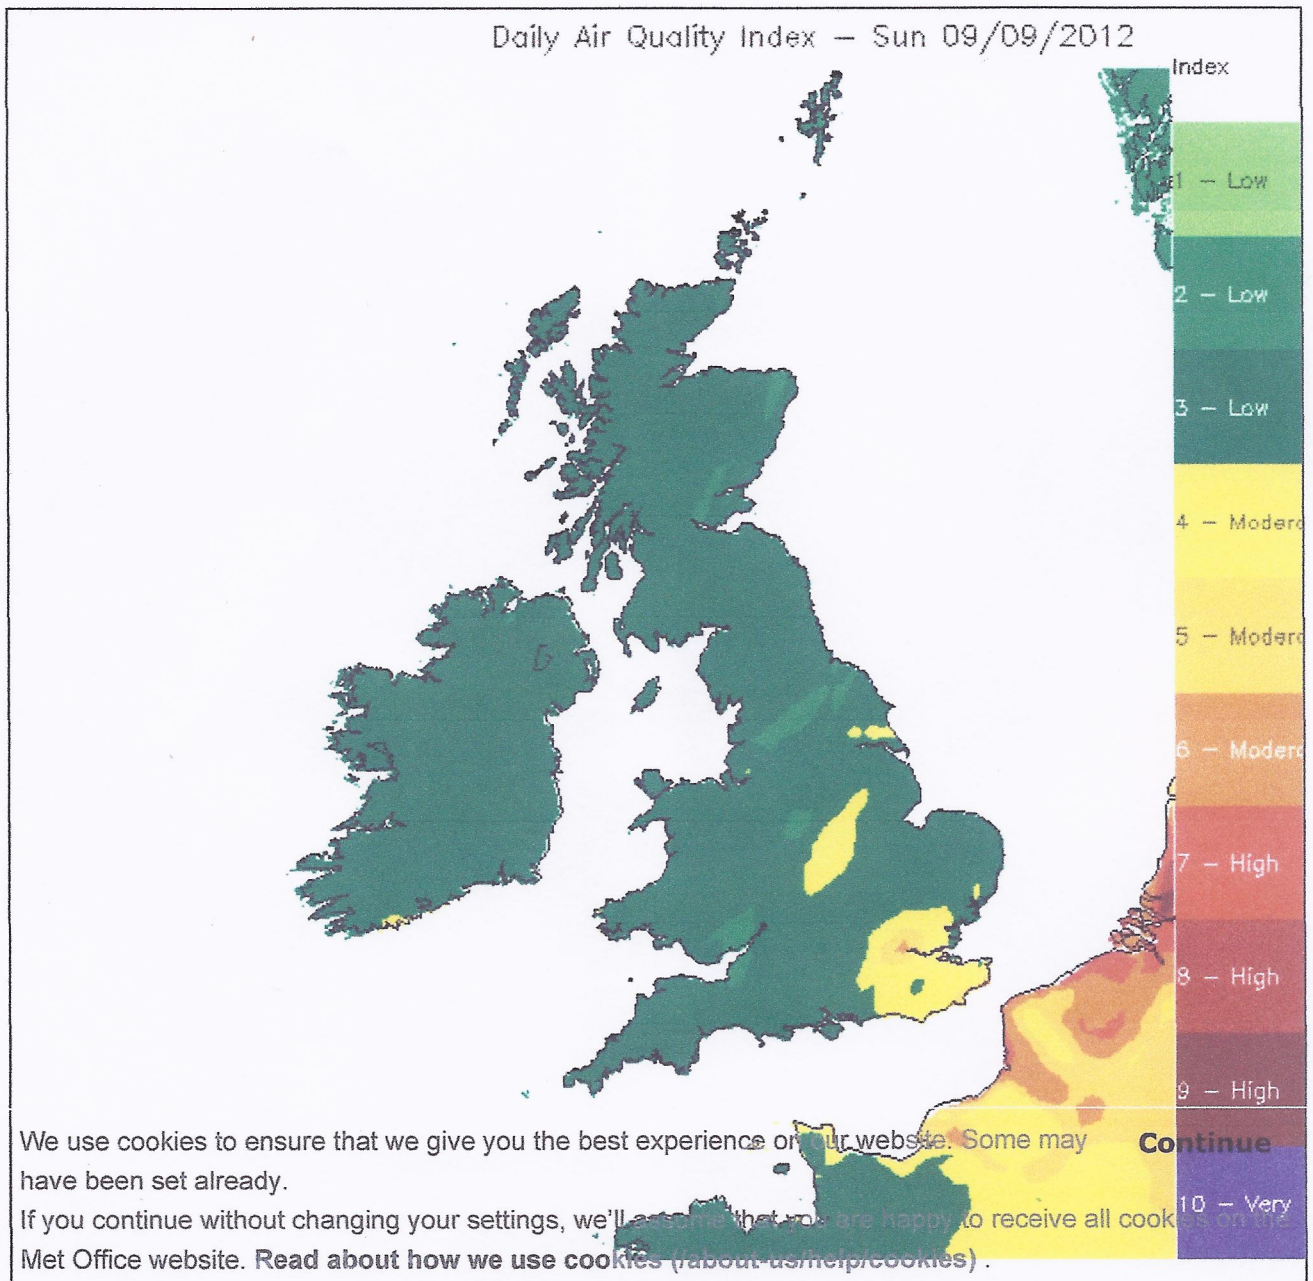 Daily Air Quality Index – Sun 09/09/2012
Index
1 – Low
2 – Low
3 – Low
4 – Modera
5 – Modera
6 – Modera
7 – High
8 – High
9 – High
10 – Very
We use cookies to ensure that we give you the best experience on our website. Some may
have been set already.
Continue
If you continue without changing your settings, we'll assume that you are happy to receive all cookies on the
Met Office website. Read about how we use cookies (/about-us/help/cookies) .